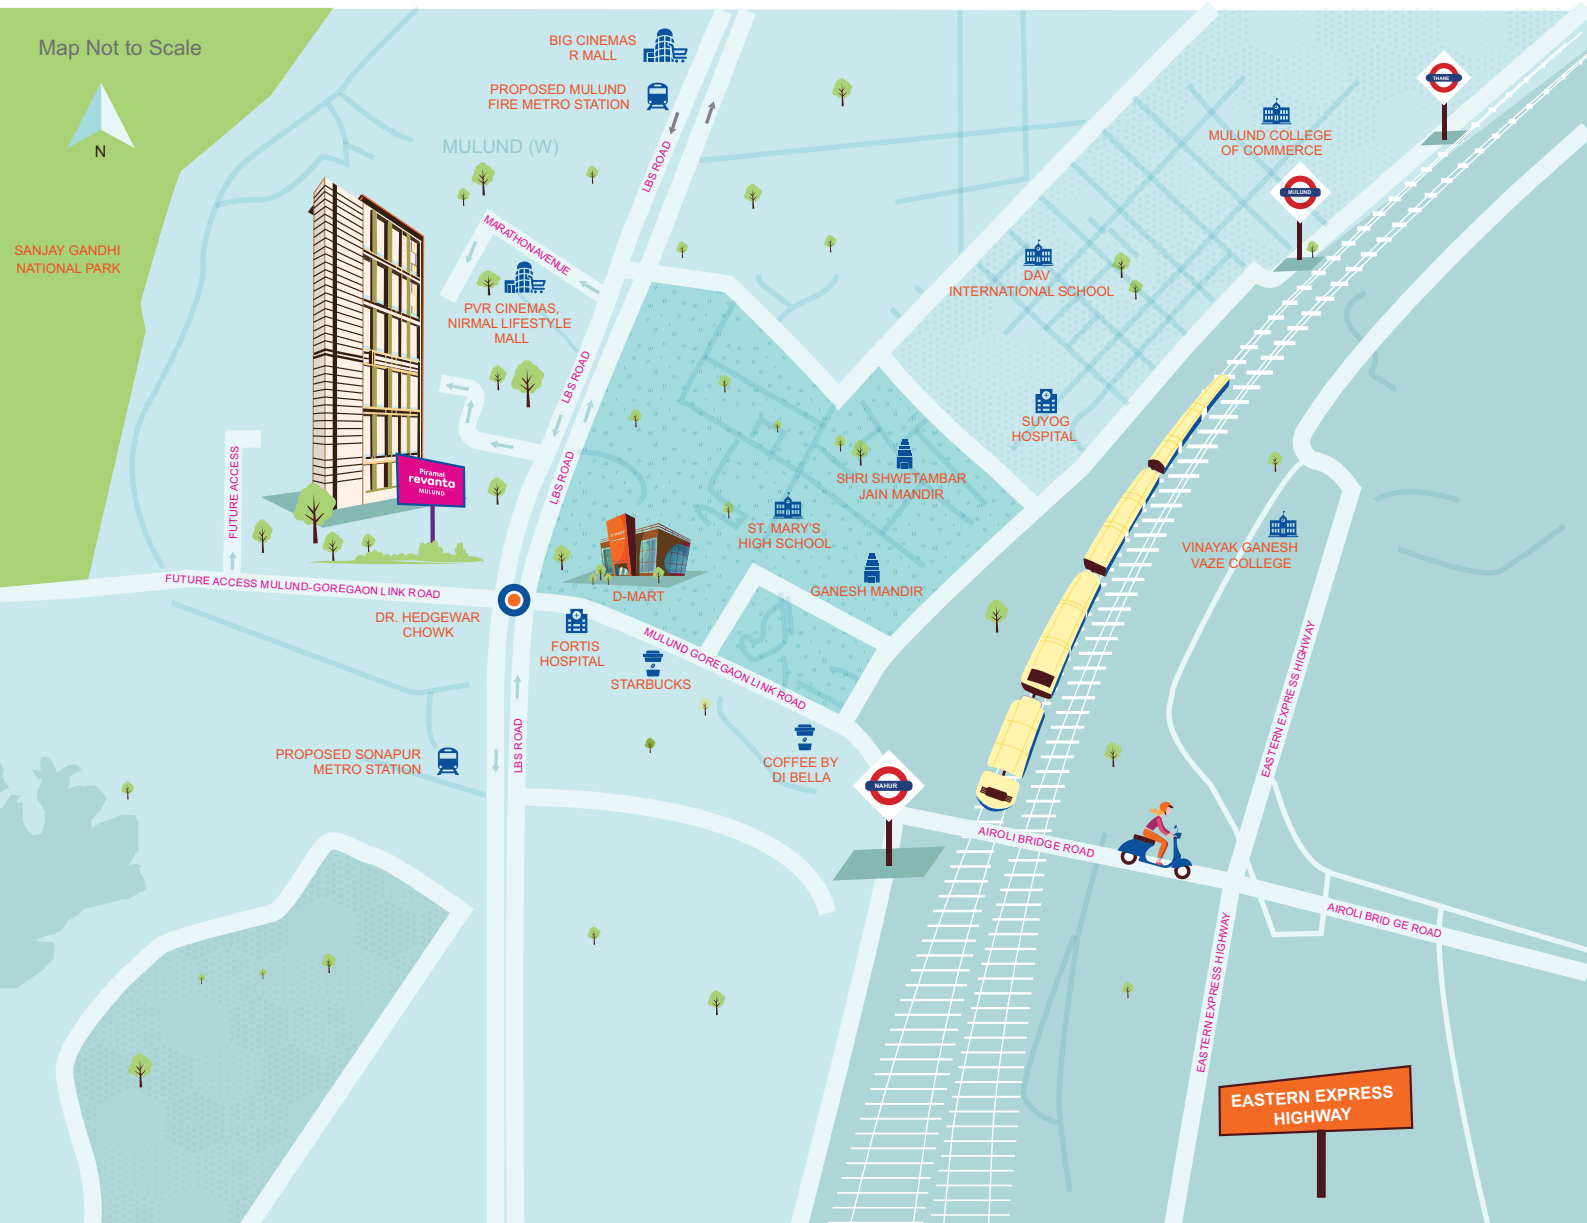 Map Not to Scale
N
SANJAY GANDHI
NATIONAL PARK
BIG CINEMAS
R MALL
PROPOSED MULUND
FIRE METRO STATION
MULUND (W)
LBS ROAD
MARATHON AVENUE
PVR CINEMAS,
NIRMAL LIFESTYLE
MALL
LBS ROAD
LBS ROAD
Piramal
revanta
MULUND
FUTURE ACCESS
FUTURE ACCESS MULUND-GOREGAON LINK ROAD
DR. HEDGEWAR
CHOWK
D-MART
D-MART
FORTIS
HOSPITAL
STARBUCKS
MULUND GOREGAON LINK ROAD
COFFEE BY
DI BELLA
PROPOSED SONAPUR
METRO STATION
LBS ROAD
ST. MARY'S
HIGH SCHOOL
SHRI SHWETAMBAR
JAIN MANDIR
GANESH MANDIR
DAV
INTERNATIONAL SCHOOL
SUYOG
HOSPITAL
MULUND COLLEGE
OF COMMERCE
THANE
MULUND
NAHUR
VINAYAK GANESH
VAZE COLLEGE
EASTERN EXPRESS HIGHWAY
AIROLI BRIDGE ROAD
AIROLI BRID GE ROAD
EASTERN EXPRESS HIGHWAY
EASTERN EXPRESS
HIGHWAY